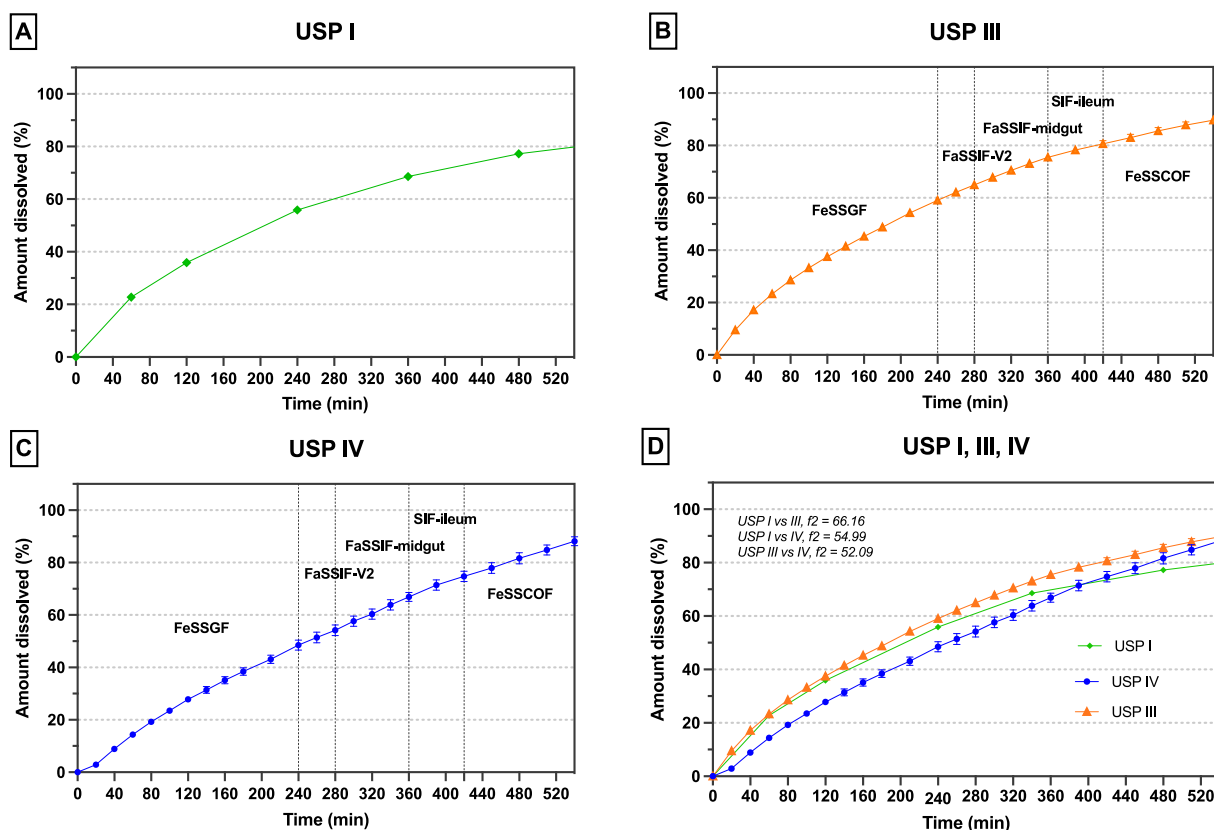 A
USP I
Amount dissolved (%)
100
80
60
40
20
0
0 40 80 120 160 200 240 280 320 360 400 440 480 520
Time (min)
B
USP III
Amount dissolved (%)
100
80
60
40
20
0
SIF-ileum
FaSSIF-midgut
FaSSIF-V2
FeSSCOF
FeSSGF
0 40 80 120 160 200 240 280 320 360 400 440 480 520
Time (min)
C
USP IV
Amount dissolved (%)
100
80
60
40
20
0
SIF-ileum
FaSSIF-midgut
FaSSIF-V2
FeSSCOF
FeSSGF
0 40 80 120 160 200 240 280 320 360 400 440 480 520
Time (min)
D
USP I, III, IV
Amount dissolved (%)
100
80
60
40
20
0
USP I vs III, f2 = 66.16
USP I vs IV, f2 = 54.99
USP III vs IV, f2 = 52.09
USP I
USP IV
USP III
0 40 80 120 160 200 240 280 320 360 400 440 480 520
Time (min)